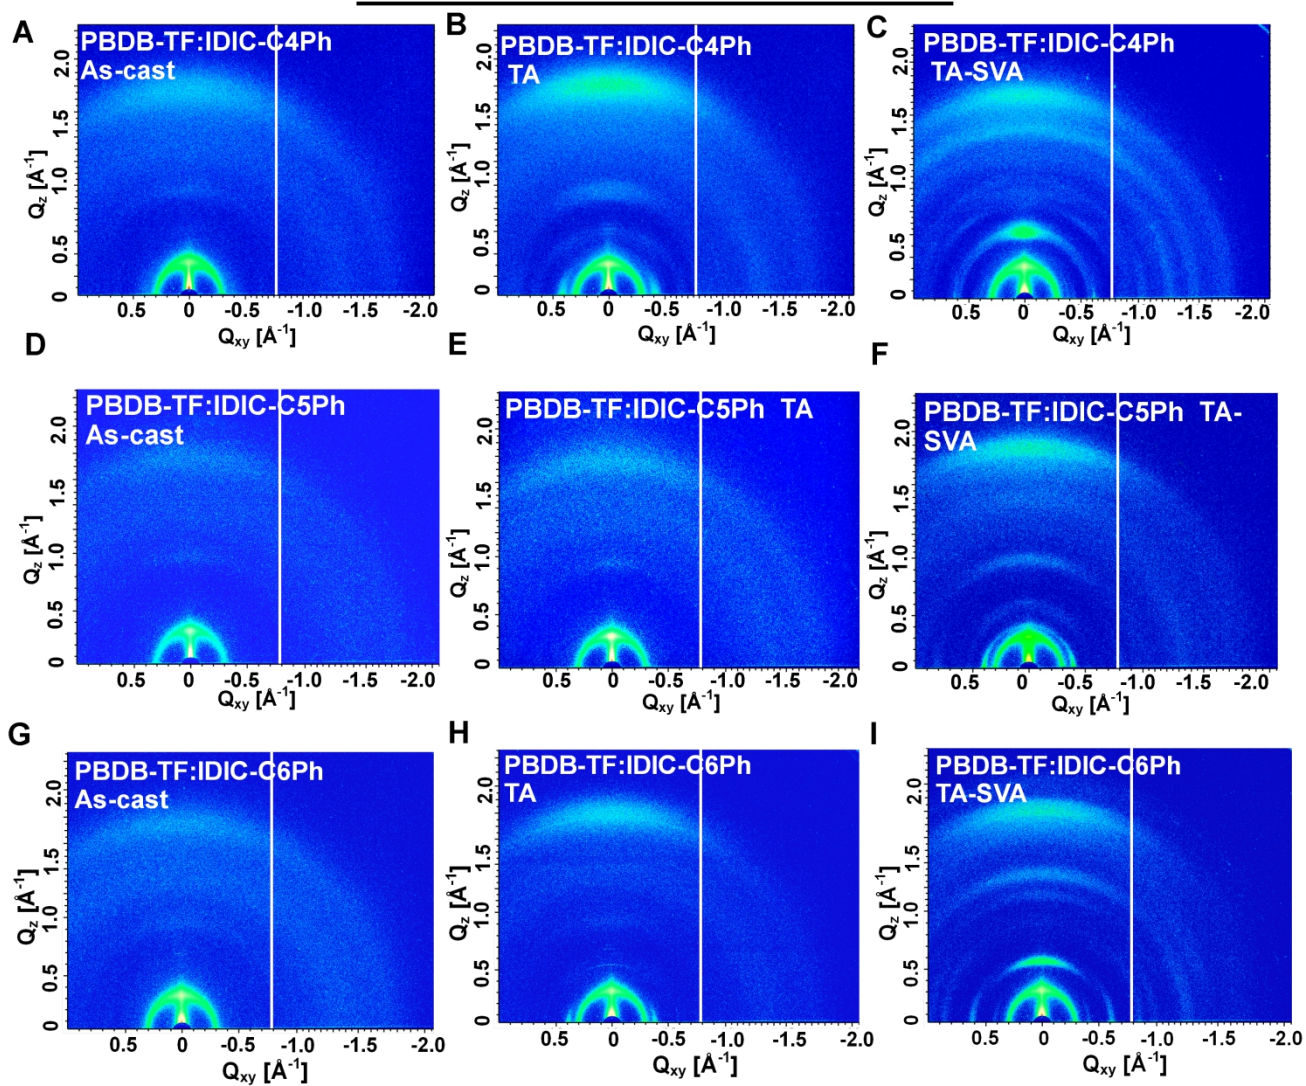 A
PBDB-TF:IDIC-C4Ph
As-cast
Qz [Å-1]
2.0
1.5
1.0
0.5
0
0.5 0 -0.5 -1.0 -1.5 -2.0
Qxy [Å-1]
B
PBDB-TF:IDIC-C4Ph
TA
Qz [Å-1]
2.0
1.5
1.0
0.5
0
0.5 0 -0.5 -1.0 -1.5 -2.0
Qxy [Å-1]
C
PBDB-TF:IDIC-C4Ph
TA-SVA
Qz [Å-1]
2.0
1.5
1.0
0.5
0
0.5 0 -0.5 -1.0 -1.5 -2.0
Qxy [Å-1]
D
PBDB-TF:IDIC-C5Ph
As-cast
Qz [Å-1]
2.0
1.5
1.0
0.5
0
0.5 0 -0.5 -1.0 -1.5 -2.0
Qxy [Å-1]
E
PBDB-TF:IDIC-C5Ph TA
Qz [Å-1]
2.0
1.5
1.0
0.5
0
0.5 0 -0.5 -1.0 -1.5 -2.0
Qxy [Å-1]
F
PBDB-TF:IDIC-C5Ph TA-
SVA
Qz [Å-1]
2.0
1.5
1.0
0.5
0
0.5 0 -0.5 -1.0 -1.5 -2.0
Qxy [Å-1]
G
PBDB-TF:IDIC-C6Ph
As-cast
Qz [Å-1]
2.0
1.5
1.0
0.5
0
0.5 0 -0.5 -1.0 -1.5 -2.0
Qxy [Å-1]
H
PBDB-TF:IDIC-C6Ph
TA
Qz [Å-1]
2.0
1.5
1.0
0.5
0
0.5 0 -0.5 -1.0 -1.5 -2.0
Qxy [Å-1]
I
PBDB-TF:IDIC-C6Ph
TA-SVA
Qz [Å-1]
2.0
1.5
1.0
0.5
0
0.5 0 -0.5 -1.0 -1.5 -2.0
Qxy [Å-1]